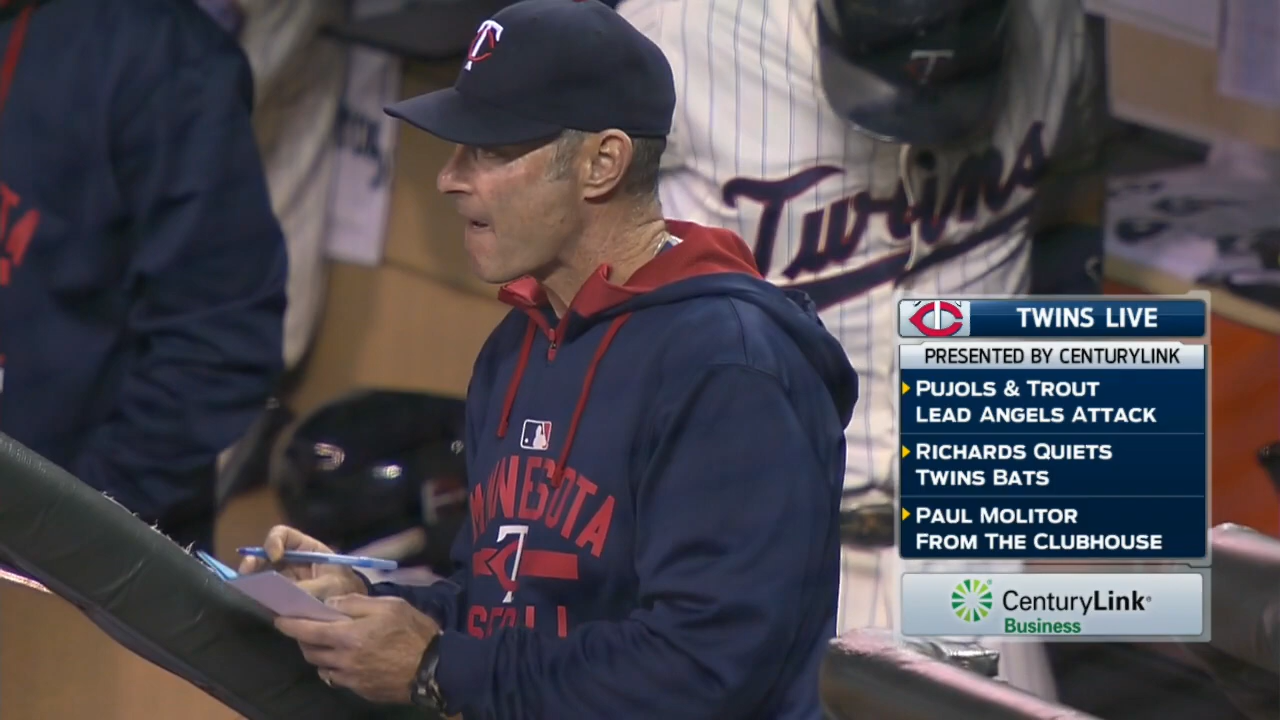 Twins
MINNESOTA
TWINS LIVE
PRESENTED BY CENTURYLINK
PUJOLS & TROUT
LEAD ANGELS ATTACK
RICHARDS QUIETS
TWINS BATS
PAUL MOLITOR
FROM THE CLUBHOUSE
CenturyLink®
Business